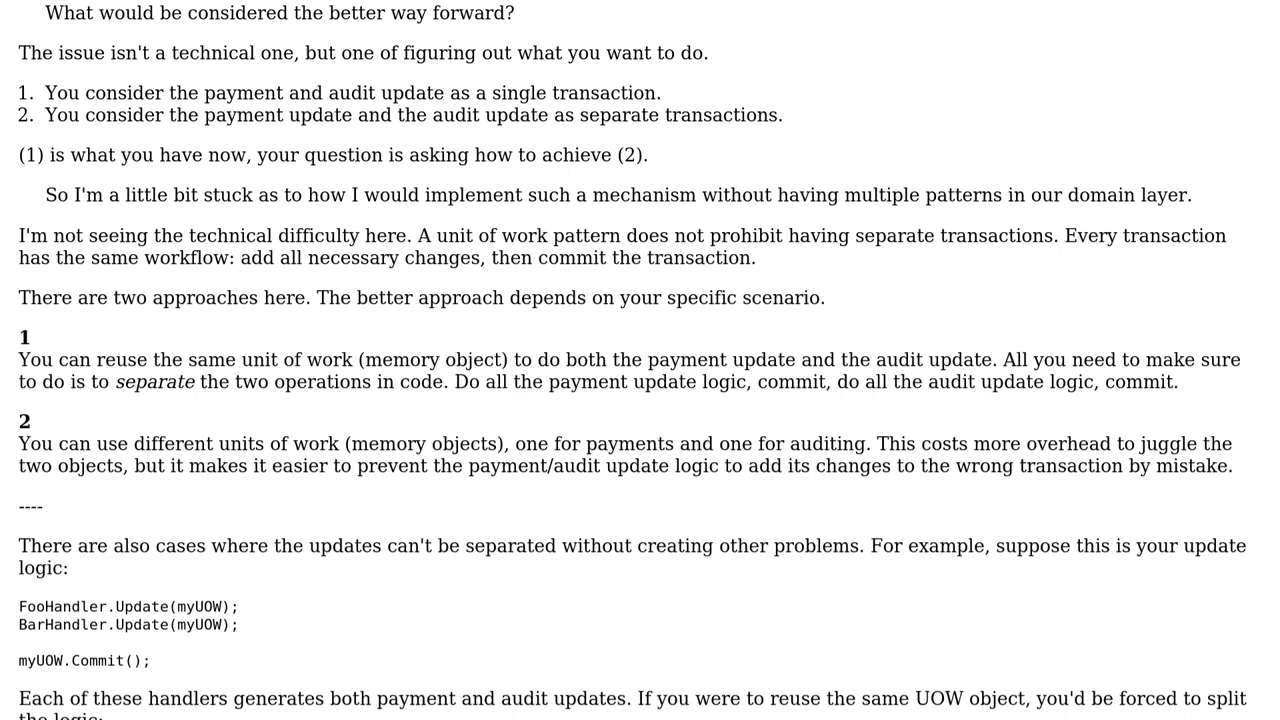 What would be considered the better way forward?
The issue isn't a technical one, but one of figuring out what you want to do.
1. You consider the payment and audit update as a single transaction.
2. You consider the payment update and the audit update as separate transactions.
(1) is what you have now, your question is asking how to achieve (2).
So I'm a little bit stuck as to how I would implement such a mechanism without having multiple patterns in our domain layer.
I'm not seeing the technical difficulty here. A unit of work pattern does not prohibit having separate transactions. Every transaction
has the same workflow: add all necessary changes, then commit the transaction.
There are two approaches here. The better approach depends on your specific scenario.
1
You can reuse the same unit of work (memory object) to do both the payment update and the audit update. All you need to make sure
to do is to separate the two operations in code. Do all the payment update logic, commit, do all the audit update logic, commit.
2
You can use different units of work (memory objects), one for payments and one for auditing. This costs more overhead to juggle the
two objects, but it makes it easier to prevent the payment/audit update logic to add its changes to the wrong transaction by mistake.
----
There are also cases where the updates can't be separated without creating other problems. For example, suppose this is your update
logic:
FooHandler.Update(myUOW);
BarHandler.Update(myUOW);
myUOW.Commit();
Each of these handlers generates both payment and audit updates. If you were to reuse the same UOW object, you'd be forced to split
the logic: